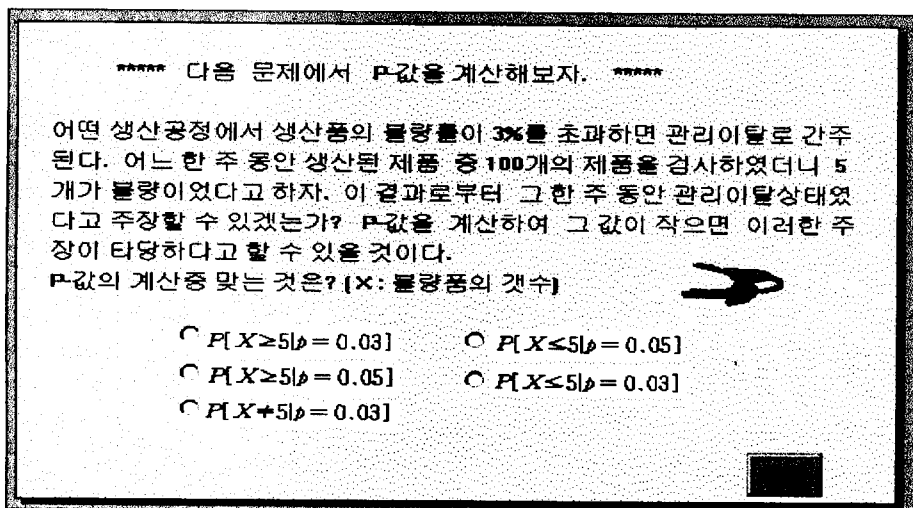 ***** 다음 문제에서 P-값을 계산해보자. *****
어떤 생산공정에서 생산품의 불량률이 3%를 초과하면 관리이탈로 간주
된다. 어느 한 주 동안 생산된 제품 중 100개의 제품을 검사하였더니 5
개가 불량이었다고 하자. 이 결과로부터 그 한 주 동안 관리이탈상태였
다고 주장할 수 있겠는가? P-값을 계산하여 그 값이 작으면 이러한 주
장이 타당하다고 할 수 있을 것이다.
P-값의 계산중 맞는 것은? (X : 불량품의 갯수)
P[X≥5|p=0.03] P[X≤5|p=0.05]
P[X≥5|p=0.05] P[X≤5|p=0.03]
P[X≠5|p=0.03]